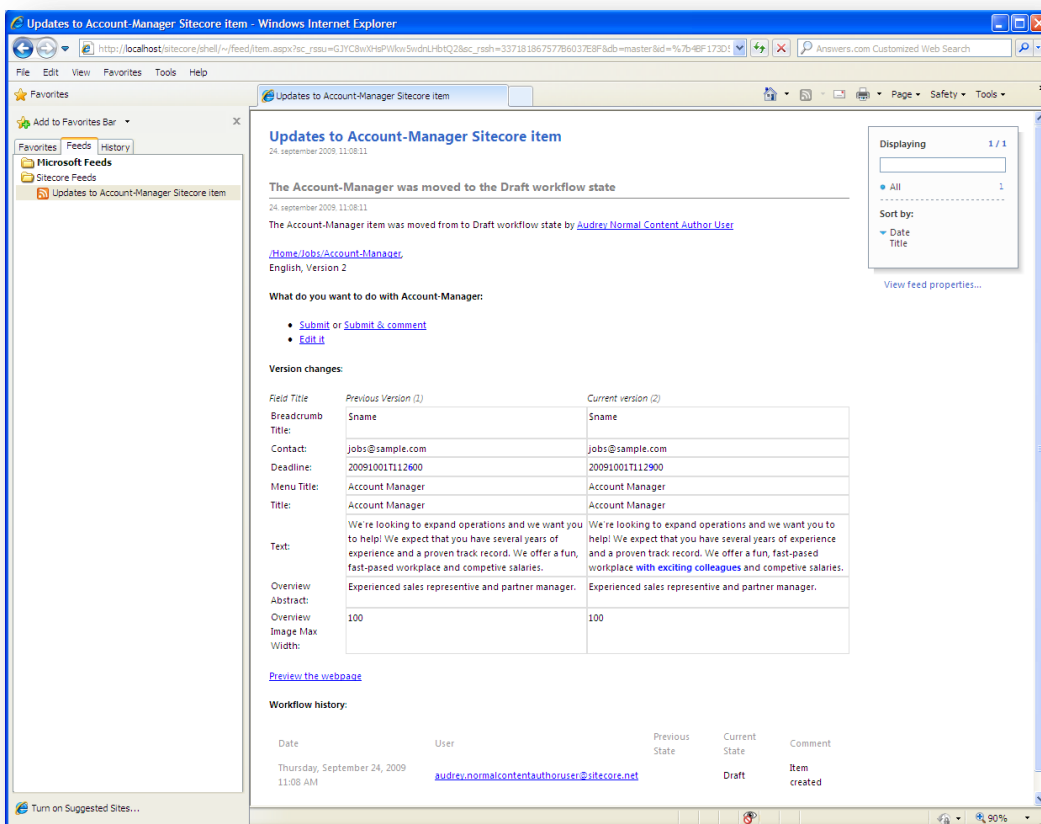 Updates to Account-Manager Sitecore item - Windows Internet Explorer
http://localhost/sitecore/shell/~/feed/item.aspx?sc_rssu=GJYC8wXHsPWkw5wdnLHbtQ2&sc_rssh=337181867577B6037E8F&db=master&id=%7b4BF173D!
Answers.com Customized Web Search
File Edit View Favorites Tools Help
Favorites
Updates to Account-Manager Sitecore item
Page Safety Tools
Add to Favorites Bar X
Favorites Feeds History
Microsoft Feeds
Sitecore Feeds
Updates to Account-Manager Sitecore item
Updates to Account-Manager Sitecore item
24. september 2009, 11:08:11
The Account-Manager was moved to the Draft workflow state
24. september 2009, 11:08:11
The Account-Manager item was moved from to Draft workflow state by Audrey Normal Content Author User
/Home/Jobs/Account-Manager,
English, Version 2
What do you want to do with Account-Manager:
• Submit or Submit & comment
• Edit it
Version changes:
Field Title Previous Version (1) Current version (2)
Breadcrumb Sname Sname
Title:
Contact: jobs@sample.com jobs@sample.com
Deadline: 20091001T112600 20091001T112900
Menu Title: Account Manager Account Manager
Title: Account Manager Account Manager
We're looking to expand operations and we want you We're looking to expand operations and we want you to
to help! We expect that you have several years of help! We expect that you have several years of experience
Text: experience and a proven track record. We offer a fun, and a proven track record. We offer a fun, fast-pased
fast-pased workplace and competive salaries. workplace with exciting colleagues and competive salaries.
Overview Experienced sales representive and partner manager. Experienced sales representive and partner manager.
Abstract:
Overview 100 100
Image Max
Width:
Preview the webpage
Workflow history:
Date User Previous State Current State Comment
Thursday, September 24, 2009 audrey.normalcontentauthoruser@sitecore.net Draft Item
11:08 AM created
Displaying 1 / 1
All 1
Sort by:
Date
Title
View feed properties...
Turn on Suggested Sites...
90%